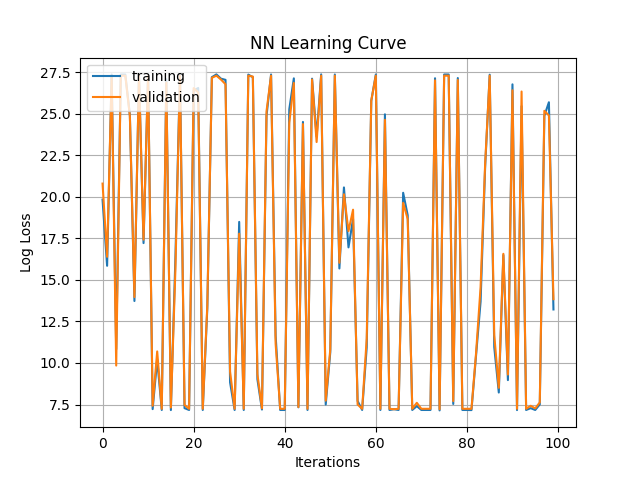 NN Learning Curve
training
validation
Log Loss
27.5
25.0
22.5
20.0
17.5
15.0
12.5
10.0
7.5
0 20 40 60 80 100
Iterations